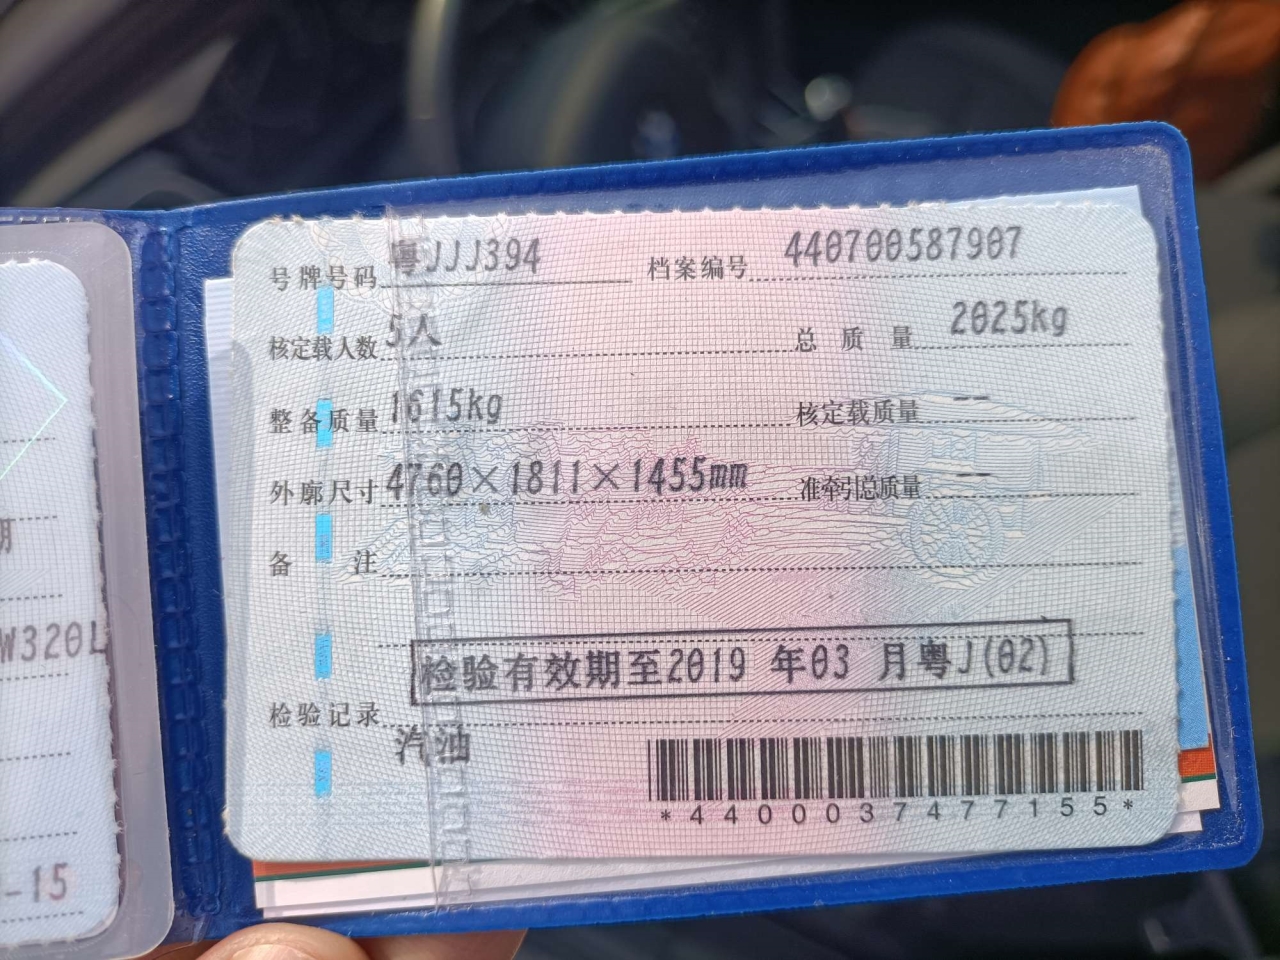 号牌号码 粤JJJ394 档案编号 440700587907
核定载人数 5人 总质量 2025kg
整备质量 1615kg 核定载质量 --
外廓尺寸 4760×1811×1455mm 准牵引总质量 --
备注
检验有效期至2019 年03 月粤J(02)
检验记录
汽油
*4400037477155*
期
W320L
-15